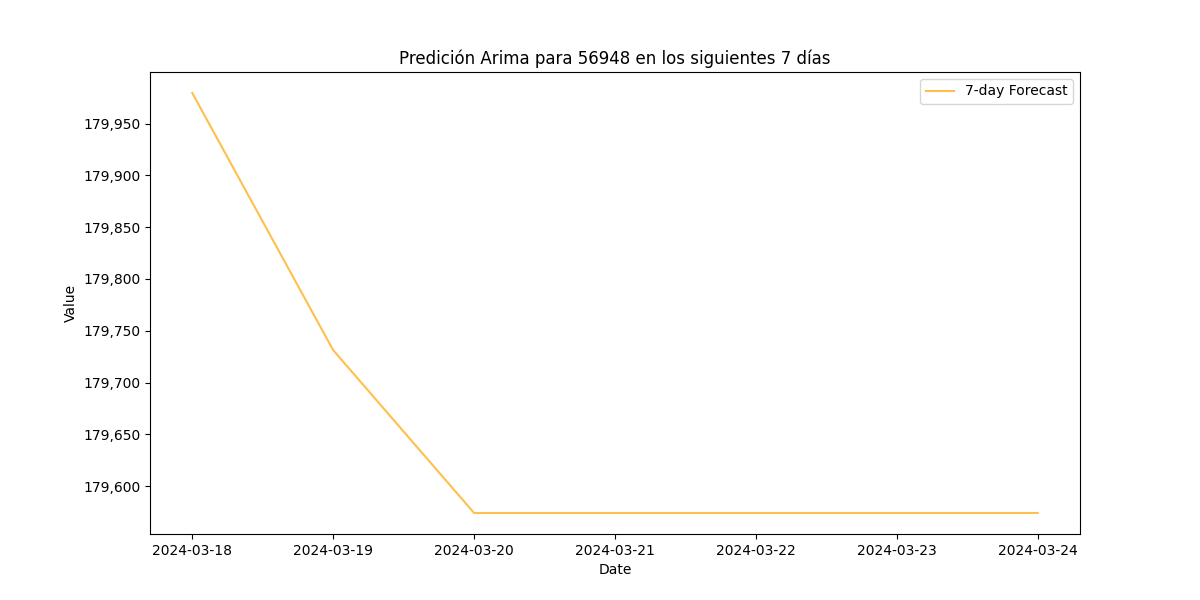 Predición Arima para 56948 en los siguientes 7 días
7-day Forecast
Value
179,950
179,900
179,850
179,800
179,750
179,700
179,650
179,600
2024-03-18 2024-03-19 2024-03-20 2024-03-21 2024-03-22 2024-03-23 2024-03-24
Date